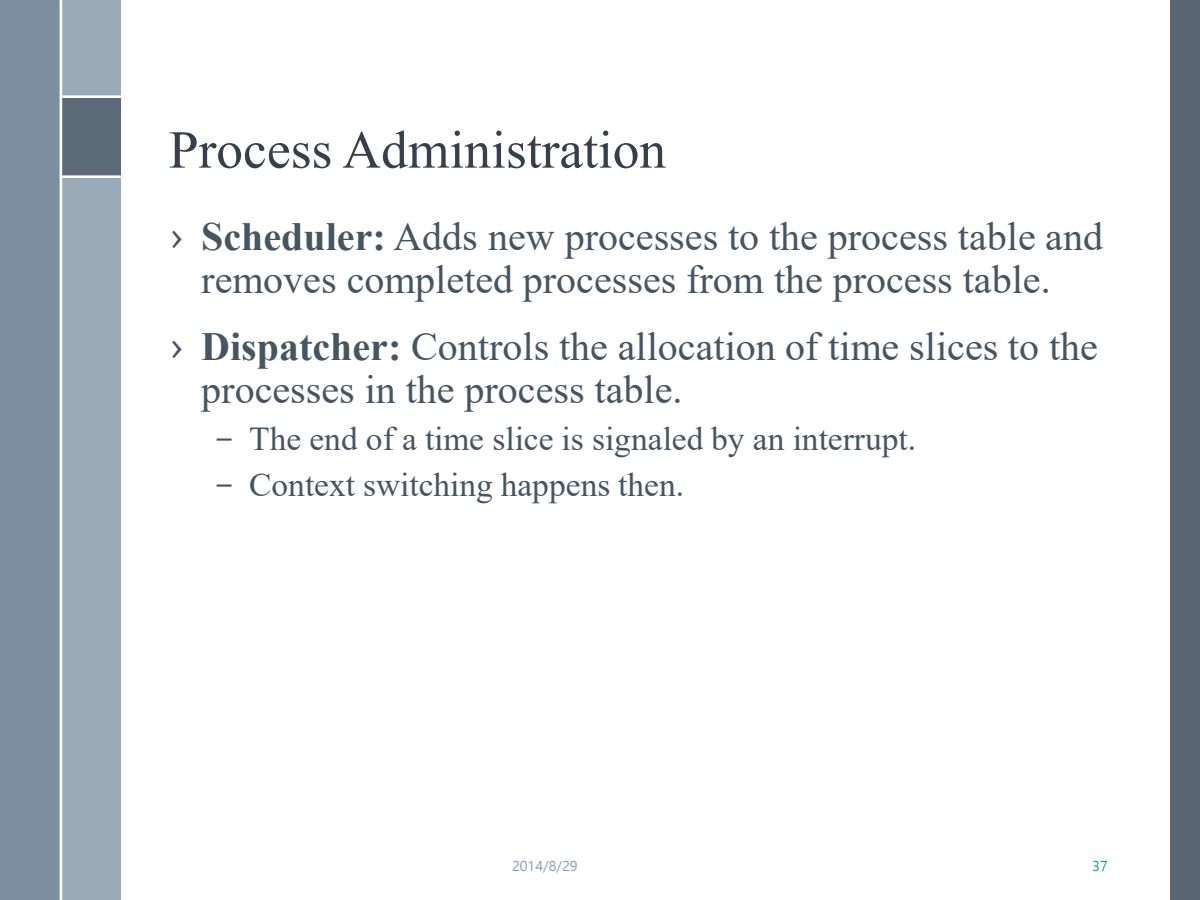 Process Administration
› Scheduler: Adds new processes to the process table and
removes completed processes from the process table.
› Dispatcher: Controls the allocation of time slices to the
processes in the process table.
– The end of a time slice is signaled by an interrupt.
– Context switching happens then.
2014/8/29
37